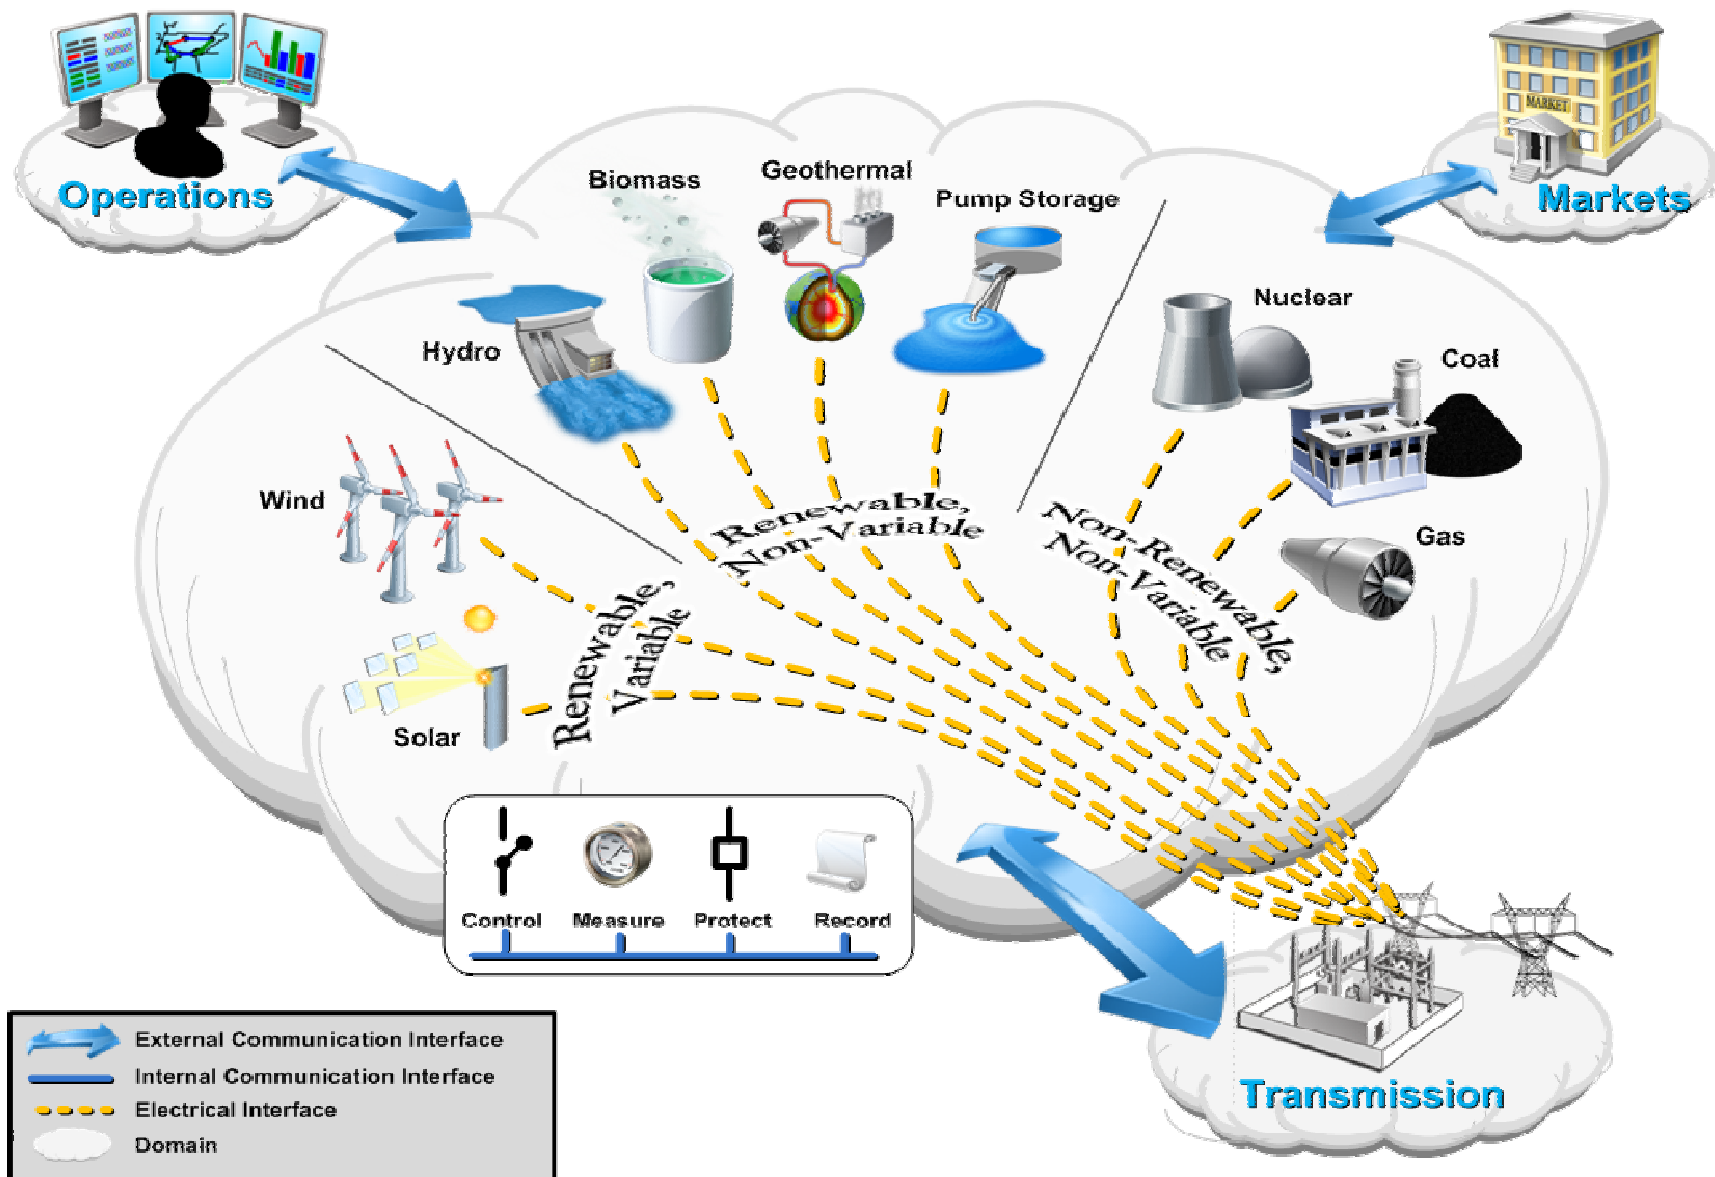 Operations
MARKET
Markets
Biomass
Geothermal
Pump Storage
Hydro
Nuclear
Coal
Wind
Gas
Solar
Renewable,
Variable
Renewable,
Non-Variable
Non-Renewable,
Non-Variable
Control
Measure
Protect
Record
Transmission
External Communication Interface
Internal Communication Interface
Electrical Interface
Domain